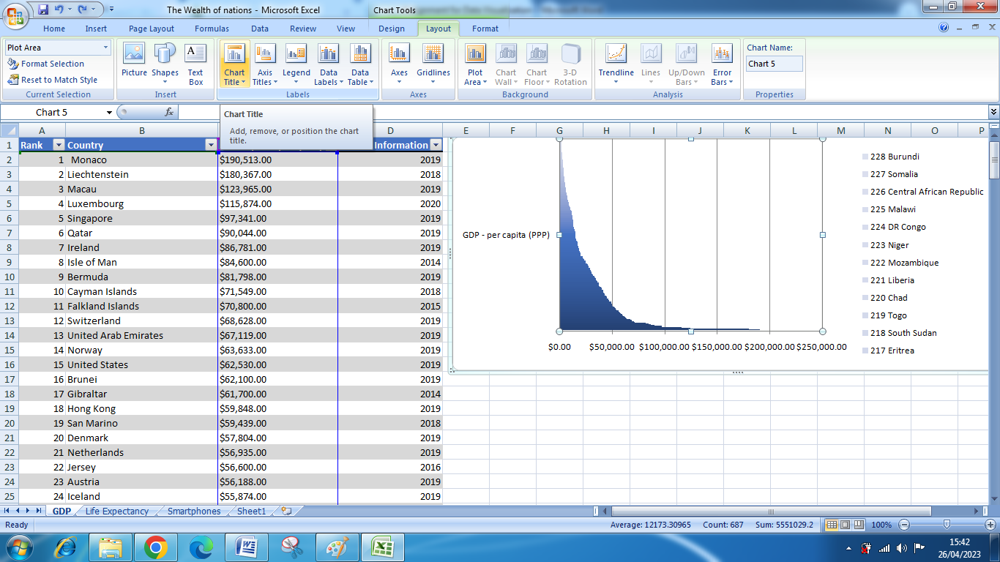 The Wealth of nations - Microsoft Excel
Chart Tools
Home Insert Page Layout Formulas Data Review View Design Layout Format
Plot Area
Format Selection
Reset to Match Style
Current Selection
Picture Shapes Text Box
Insert
Chart Title Axis Titles Legend Data Labels Data Table
Labels
Axes Gridlines
Axes
Plot Area Chart Wall Chart Floor 3-D Rotation
Background
Trendline Lines Up/Down Bars Error Bars
Analysis
Chart Name:
Chart 5
Properties
Chart 5 fx
Chart Title
Add, remove, or position the chart
title.
A B D E F G H I J K L M N O P
1 Rank Country Information
2 1 Monaco $190,513.00 2019
3 2 Liechtenstein $180,367.00 2018
4 3 Macau $123,965.00 2019
5 4 Luxembourg $115,874.00 2020
6 5 Singapore $97,341.00 2019
7 6 Qatar $90,044.00 2019
8 7 Ireland $86,781.00 2019
9 8 Isle of Man $84,600.00 2014
10 9 Bermuda $81,798.00 2019
11 10 Cayman Islands $71,549.00 2018
12 11 Falkland Islands $70,800.00 2015
13 12 Switzerland $68,628.00 2019
14 13 United Arab Emirates $67,119.00 2019
15 14 Norway $63,633.00 2019
16 15 United States $62,530.00 2019
17 16 Brunei $62,100.00 2019
18 17 Gibraltar $61,700.00 2014
19 18 Hong Kong $59,848.00 2019
20 19 San Marino $59,439.00 2018
21 20 Denmark $57,804.00 2019
22 21 Netherlands $56,935.00 2019
23 22 Jersey $56,600.00 2016
24 23 Austria $56,188.00 2019
25 24 Iceland $55,874.00 2019
GDP - per capita (PPP)
$0.00 $50,000.00 $100,000.00 $150,000.00 $200,000.00 $250,000.00
228 Burundi
227 Somalia
226 Central African Republic
225 Malawi
224 DR Congo
223 Niger
222 Mozambique
221 Liberia
220 Chad
219 Togo
218 South Sudan
217 Eritrea
GDP Life Expectancy Smartphones Sheet1
Ready Average: 12173.30965 Count: 687 Sum: 5551029.2 100%
15:42
26/04/2023